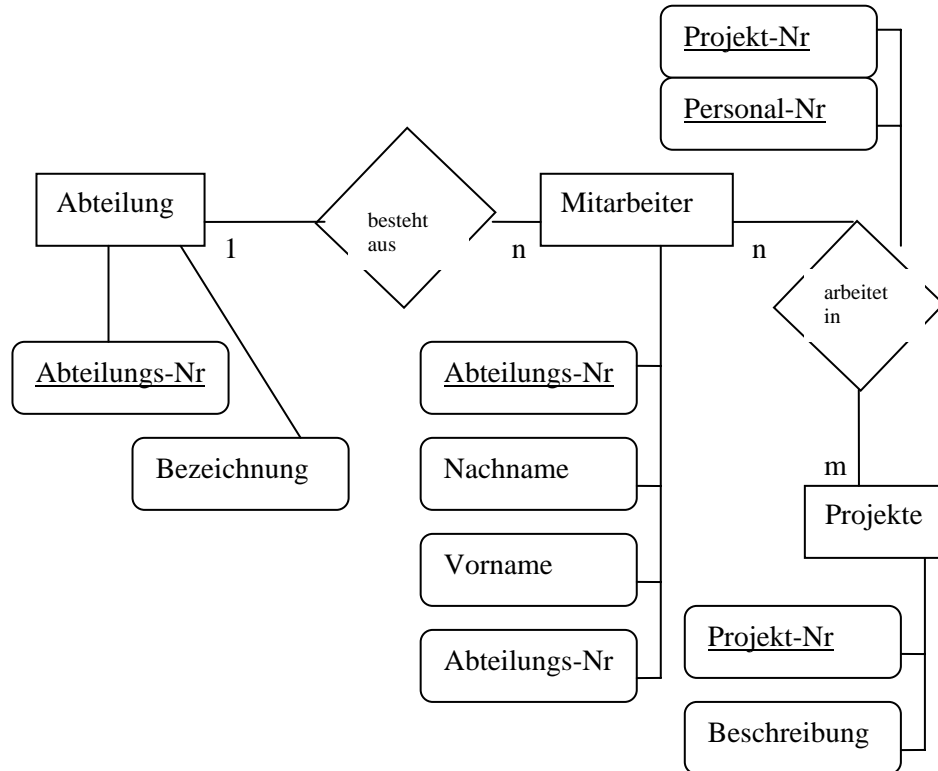 Projekt-Nr
Personal-Nr
Abteilung
besteht
aus
Mitarbeiter
1
n
n
arbeitet
in
Abteilungs-Nr
Abteilungs-Nr
Bezeichnung
Nachname
m
Projekte
Vorname
Projekt-Nr
Abteilungs-Nr
Beschreibung